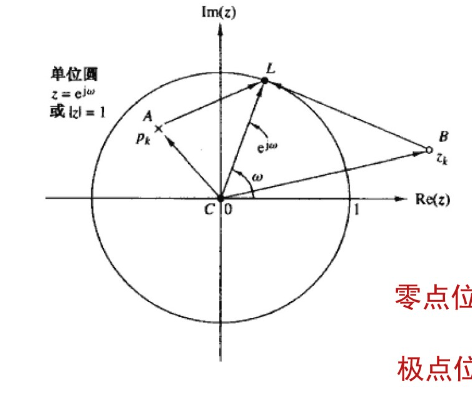 Im(z)
单位圆
z = e^{jω}
或 |z| = 1
L
A
p_k
B
z_k
e^{jω}
ω
C
0
1
Re(z)
零点位
极点位